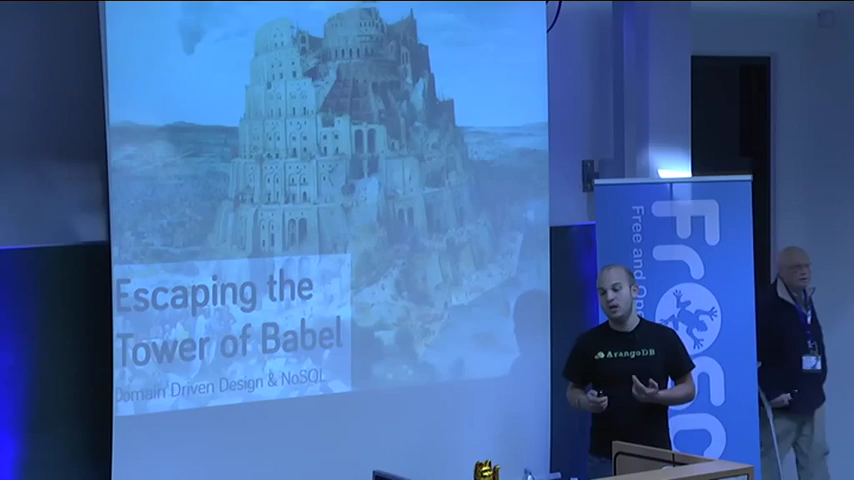 Escaping the
Tower of Babel
Domain Driven Design & NoSQL
ArangoDB
FrOSC
Free and Op